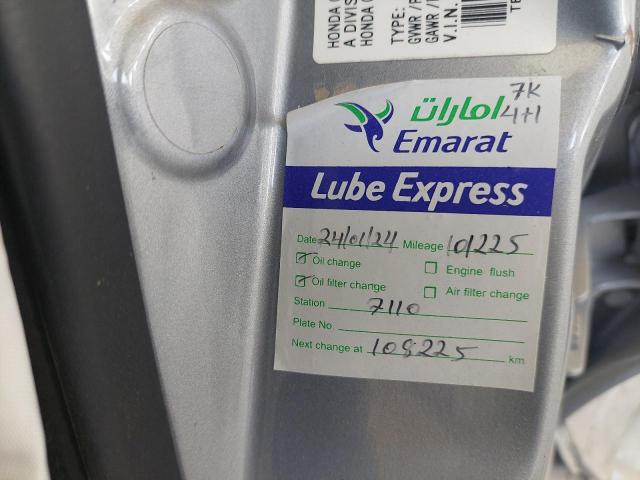 HONDA
A DIVIS
HONDA
TYPE:
GVWR /P
GAWR /
V.I.N.
امارات
Emarat
7K
4+1
Lube Express
Date 24/01/24 Mileage 101225
Oil change
Engine flush
Oil filter change
Air filter change
Station 7110
Plate No.
Next change at 108225 km